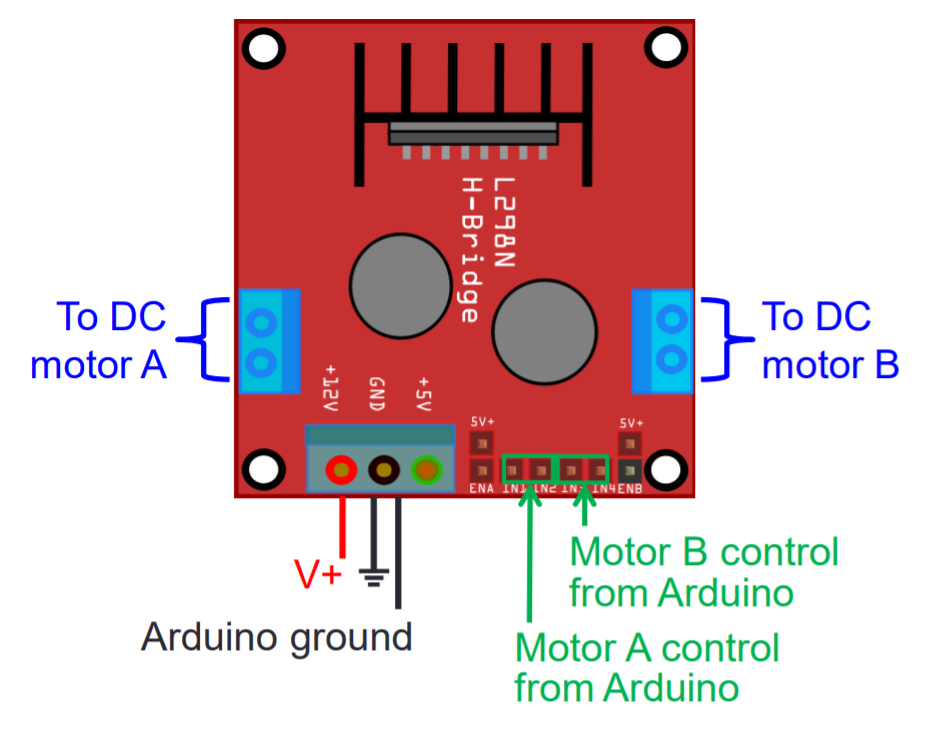 L298N
H-Bridge
To DC
motor A
To DC
motor B
+12V
GND
+5V
5V+
5V+
ENA
IN1
IN2
IN3
IN4
ENB
V+
Arduino ground
Motor B control
from Arduino
Motor A control
from Arduino